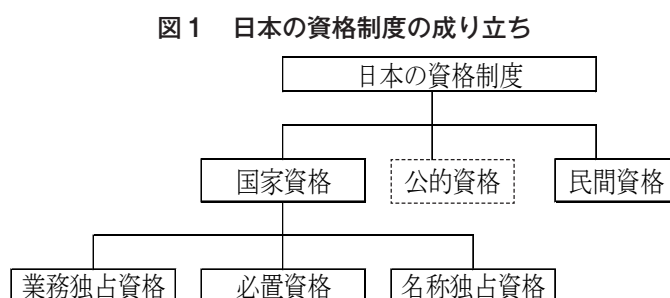 図1 日本の資格制度の成り立ち
日本の資格制度
国家資格 公的資格 民間資格
業務独占資格 必置資格 名称独占資格